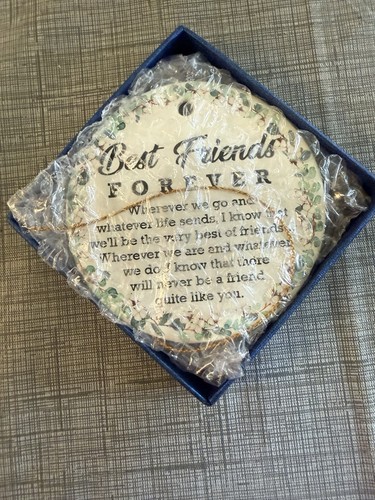 Best Friends
FOREVER
Wherever we go and
whatever life sends, I know that
we'll be the very best of friends
Wherever we are and whatever
we do I know that there
will never be a friend
quite like you.